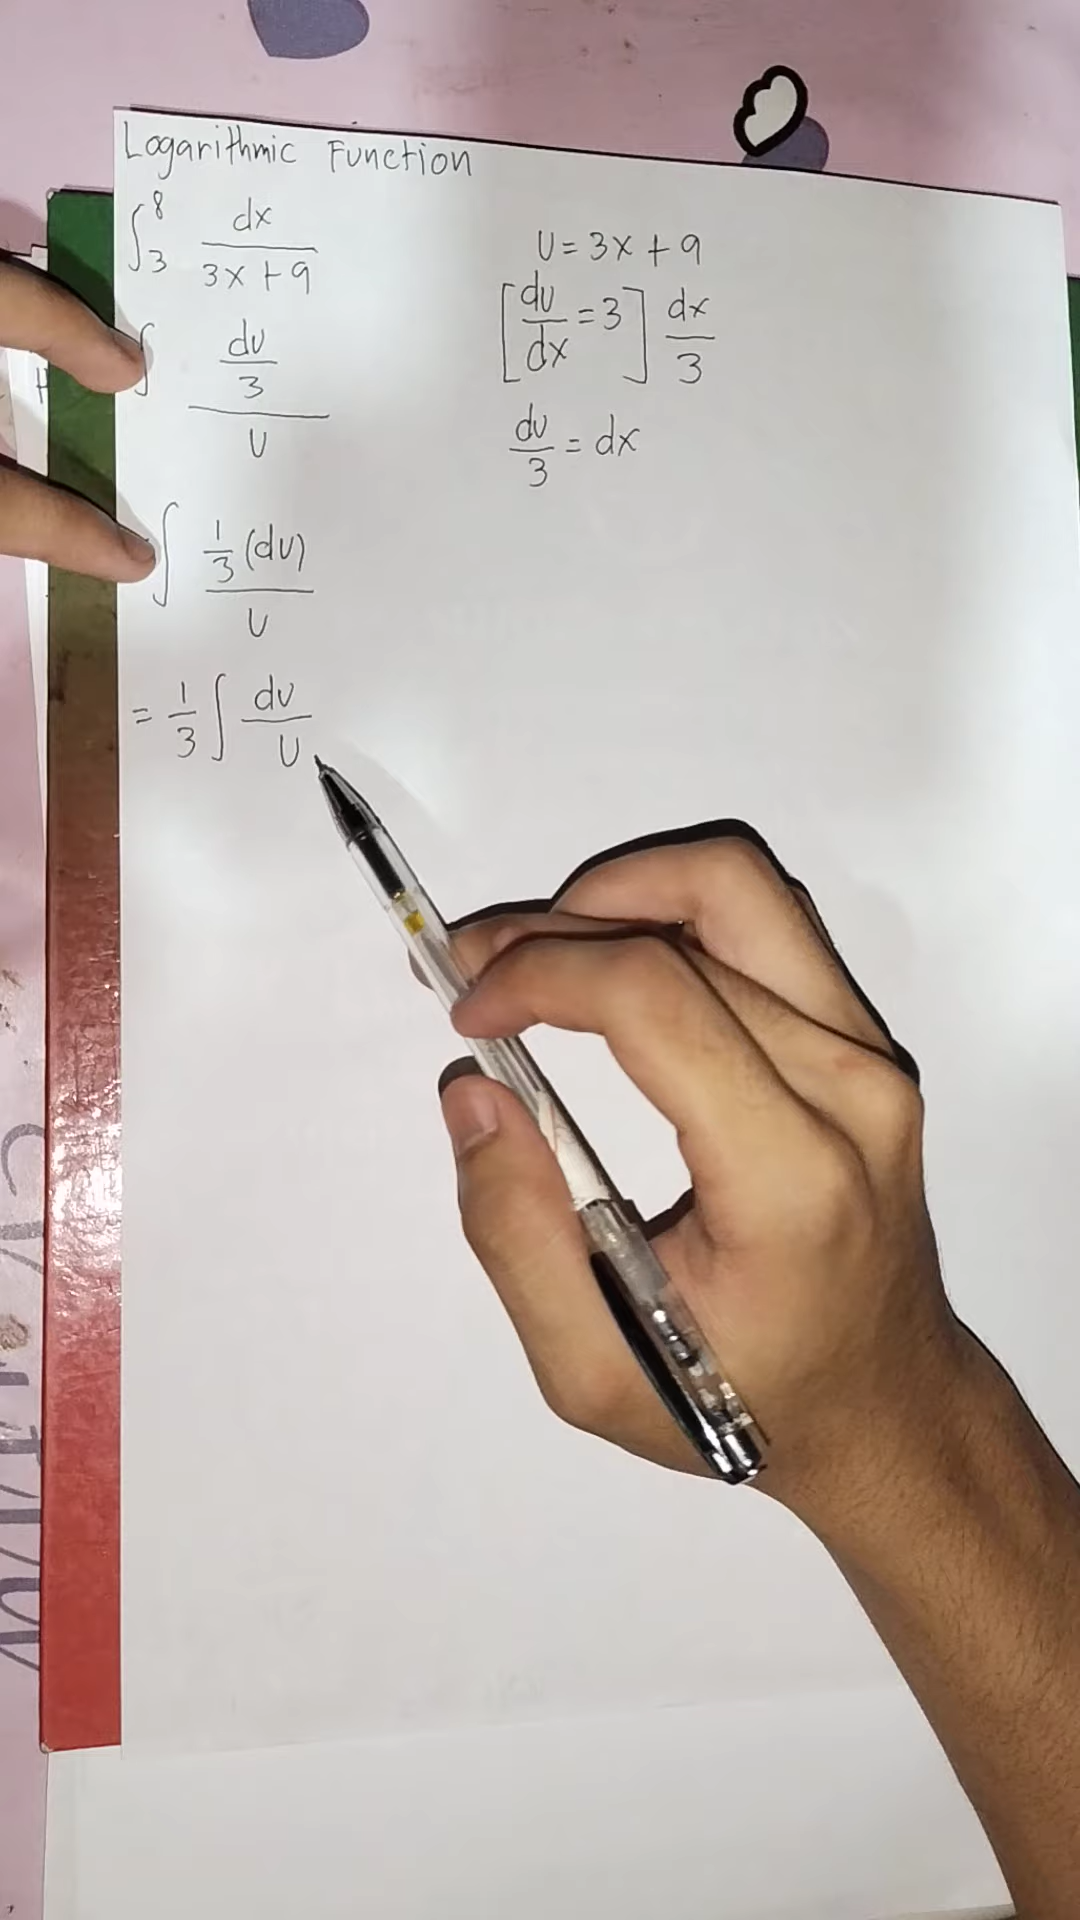 Logarithmic Function
∫₃⁸ dx / 3x + 9
U = 3x + 9
[du/dx = 3] dx/3
∫ du/3 / U
du/3 = dx
∫ 1/3 (du) / U
= 1/3 ∫ du / U